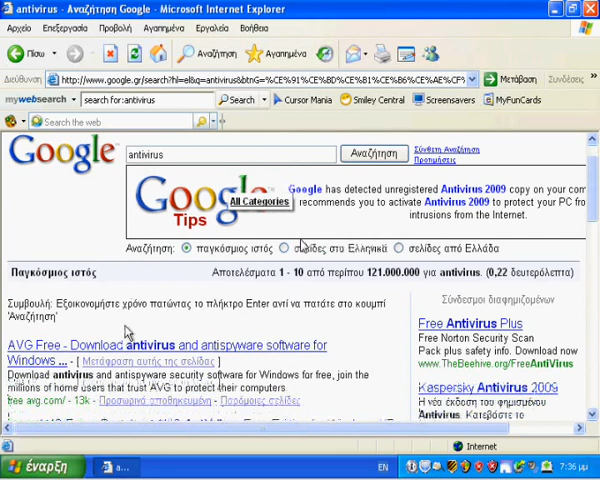 antivirus - Αναζήτηση Google - Microsoft Internet Explorer
Αρχείο Επεξεργασία Προβολή Αγαπημένα Εργαλεία Βοήθεια
Πίσω Αναζήτηση Αγαπημένα
Διεύθυνση http://www.google.gr/search?hl=el&q=antivirus&btnG=%CE%91%CE%BD%CE%B1%CE%B6%CE%AE%CF% Μετάβαση Συνδέσεις »
mywebsearch search for:antivirus Search Cursor Mania Smiley Central Screensavers MyFunCards
Search the web
Google antivirus Αναζήτηση Σύνθετη Αναζήτηση
Προτιμήσεις
Google Tips
All Categories
Google has detected unregistered Antivirus 2009 copy on your com
recommends you to activate Antivirus 2009 to protect your PC fro
intrusions from the Internet.
Αναζήτηση: παγκόσμιος ιστός σελίδες στα Ελληνικά σελίδες από Ελλάδα
Παγκόσμιος ιστός Αποτελέσματα 1 - 10 από περίπου 121.000.000 για antivirus. (0,22 δευτερόλεπτα)
Συμβουλή: Εξοικονομήστε χρόνο πατώντας το πλήκτρο Enter αντί να πατάτε στο κουμπί
'Αναζήτηση'
AVG Free - Download antivirus and antispyware software for
Windows ... - [ Μετάφραση αυτής της σελίδας ]
Download antivirus and antispyware security software for Windows for free, join the
millions of home users that trust AVG to protect their computers.
free.avg.com/ - 13k - Προσωρινά αποθηκευμένη - Παρόμοιες σελίδες
Σύνδεσμοι διαφημιζομένων
Free Antivirus Plus
Free Norton Security Scan
Pack plus safety info. Download now
www.TheBeehive.org/FreeAntiVirus
Kaspersky Antivirus 2009
Η νέα έκδοση του φημισμένου
Antivirus. Κατεβάστε το
Internet
έναρξη a... EN 7:36 μμ